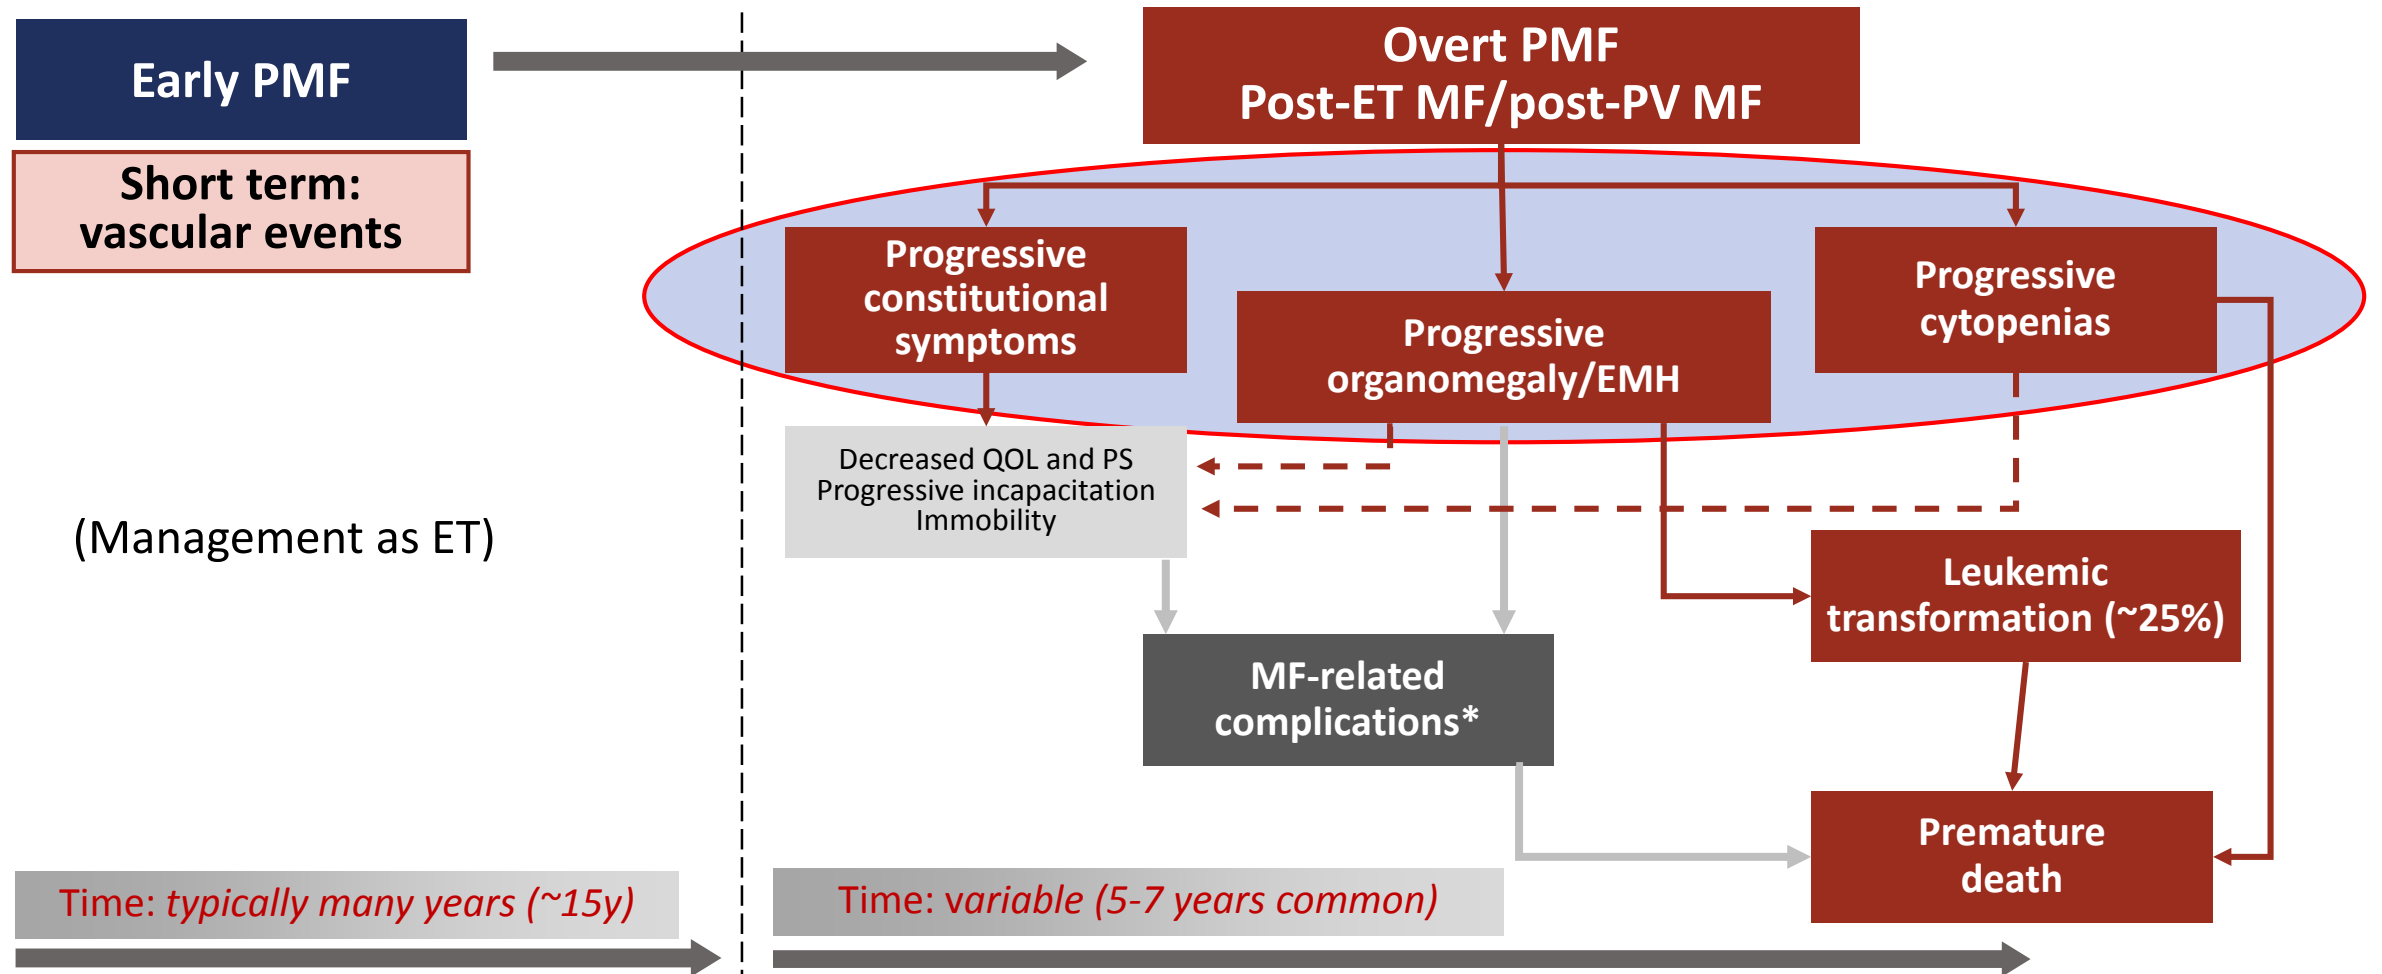 Early PMF
Short term:
vascular events
(Management as ET)
Time: typically many years (~15y)
Overt PMF
Post-ET MF/post-PV MF
Progressive
constitutional
symptoms
Progressive
organomegaly/EMH
Progressive
cytopenias
Decreased QOL and PS
Progressive incapacitation
Immobility
Leukemic
transformation (~25%)
MF-related
complications*
Premature
death
Time: variable (5-7 years common)